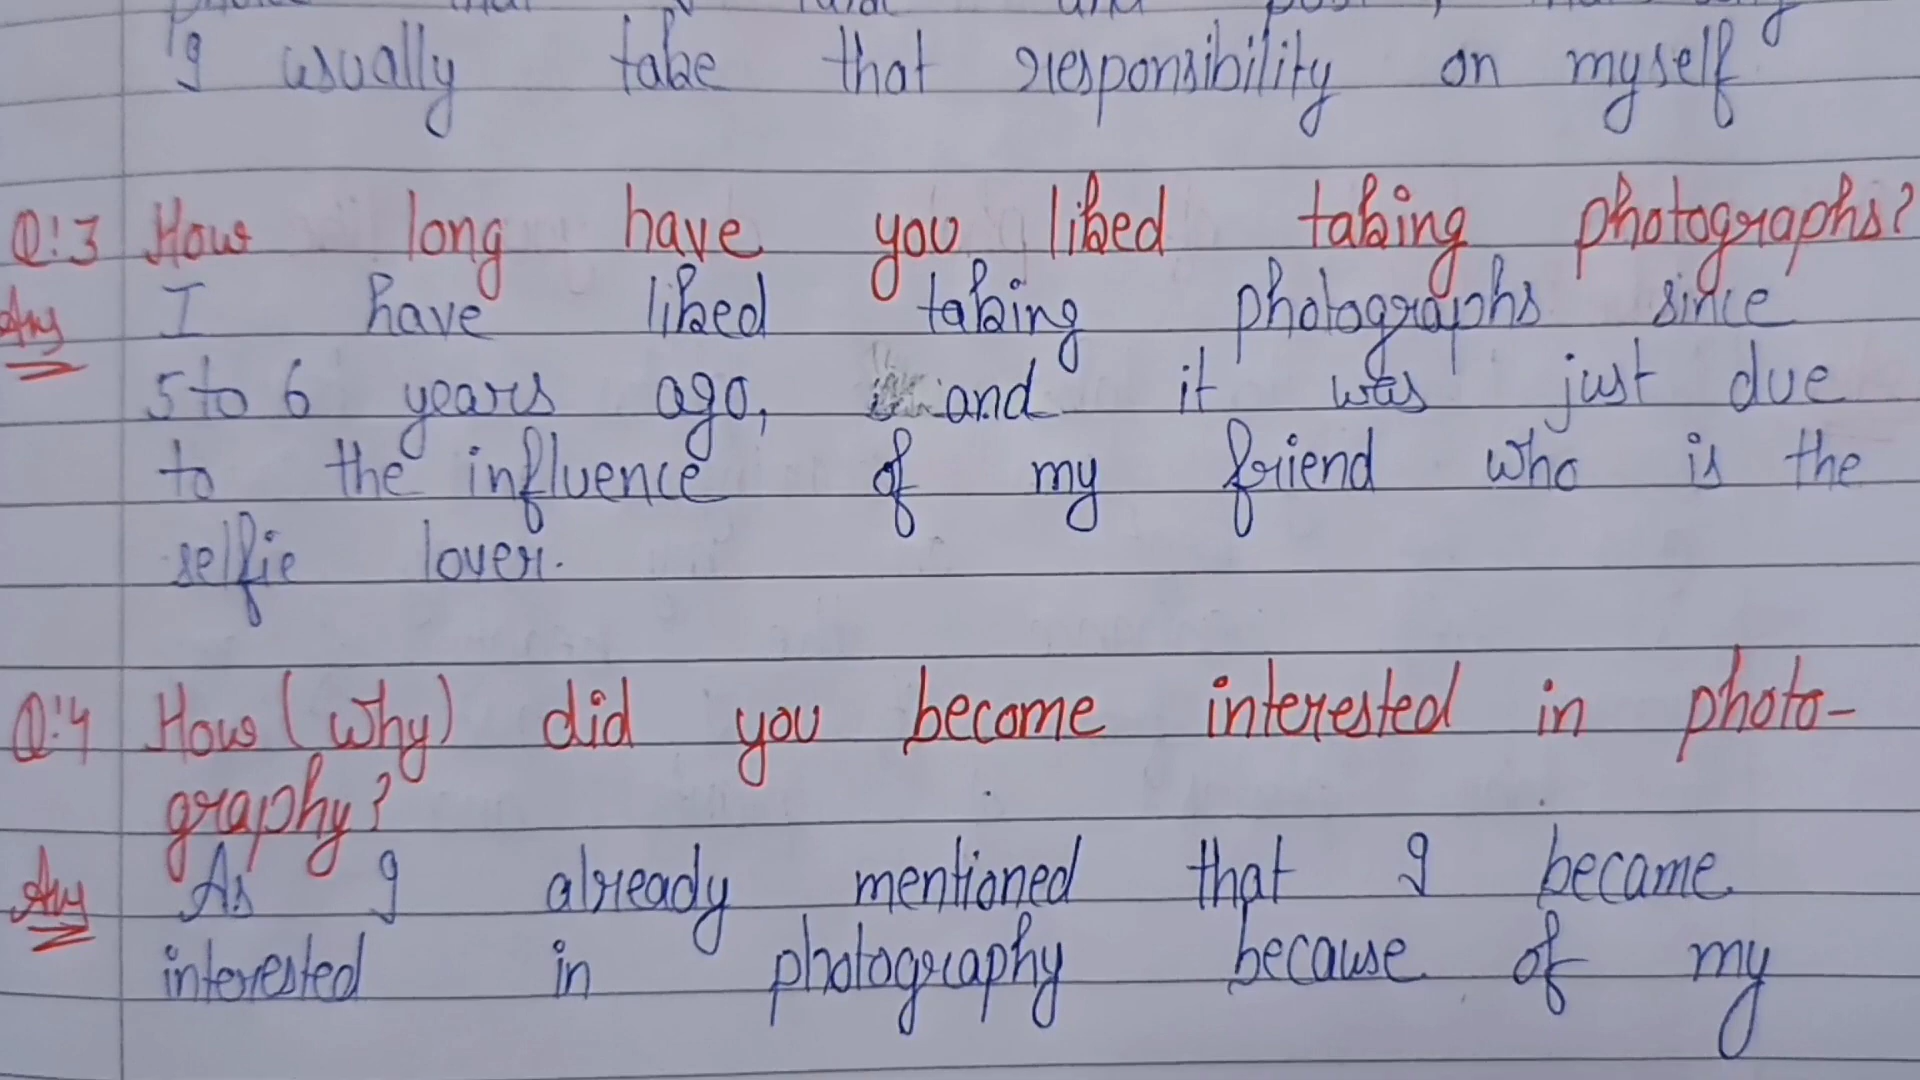 I usually take that responsibility on myself
Q:3 How long have you liked taking photographs?
Ans I have liked taking photographs since
5 to 6 years ago, and it was just due
to the influence of my friend who is the
selfie lover.
Q:4 How (why) did you become interested in photo-
graphy?
Ans As I already mentioned that I became
interested in photography because of my